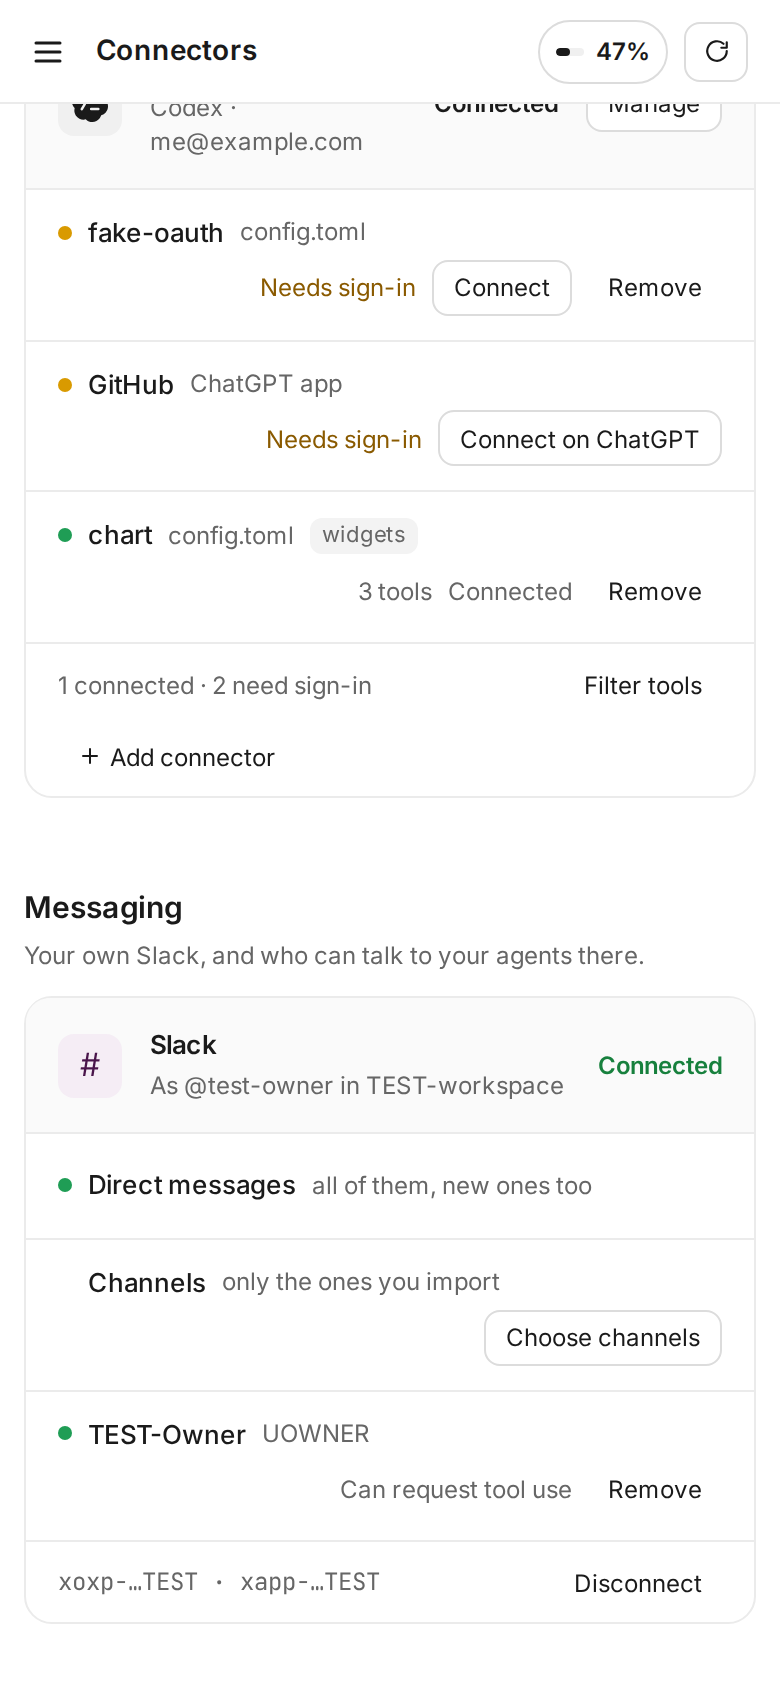 Connectors
47%
Codex ·
Connected
Manage
me@example.com
fake-oauth config.toml
Needs sign-in Connect Remove
GitHub ChatGPT app
Needs sign-in Connect on ChatGPT
chart config.toml widgets
3 tools Connected Remove
1 connected · 2 need sign-in Filter tools
+ Add connector
Messaging
Your own Slack, and who can talk to your agents there.
# Slack
Connected
As @test-owner in TEST-workspace
Direct messages all of them, new ones too
Channels only the ones you import
Choose channels
TEST-Owner UOWNER
Can request tool use Remove
xoxp-…TEST · xapp-…TEST Disconnect